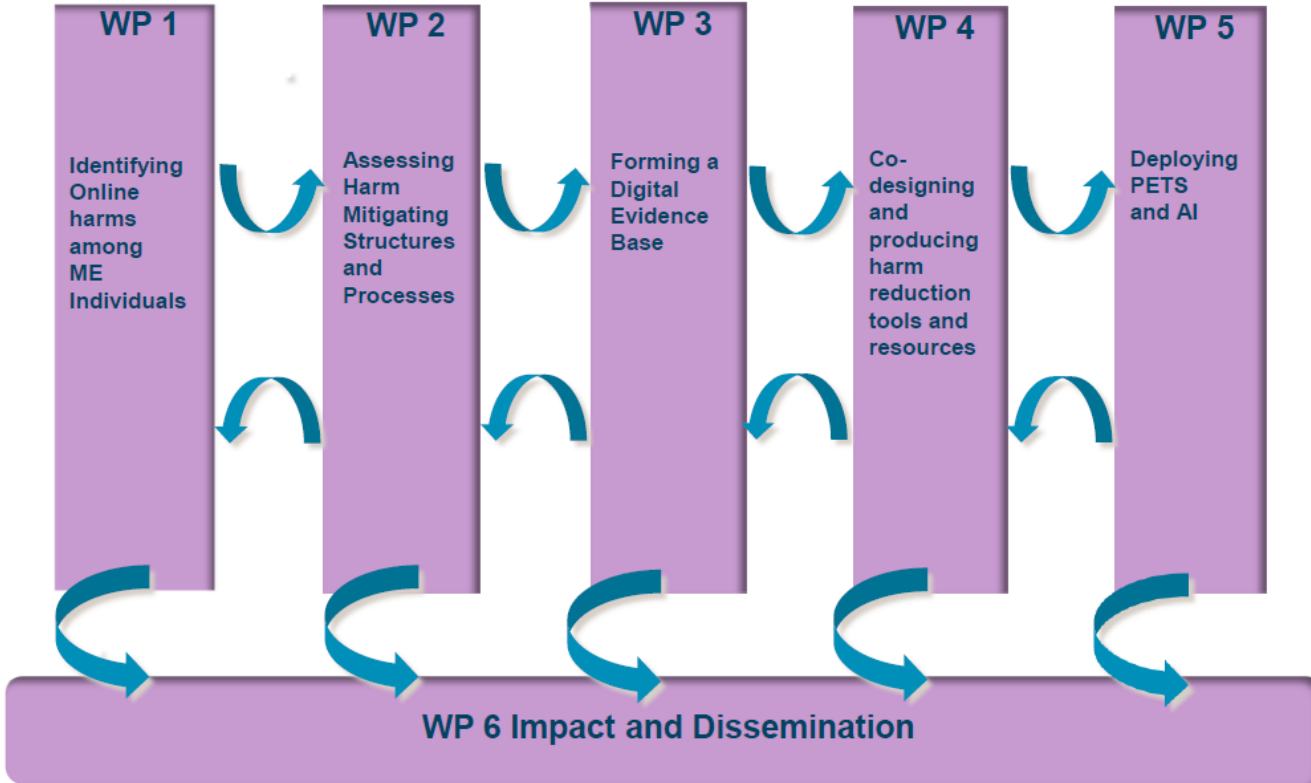 WP 1
Identifying
Online
harms
among
ME
Individuals
WP 2
Assessing
Harm
Mitigating
Structures
and
Processes
WP 3
Forming a
Digital
Evidence
Base
WP 4
Co-
designing
and
producing
harm
reduction
tools and
resources
WP 5
Deploying
PETS
and AI
WP 6 Impact and Dissemination